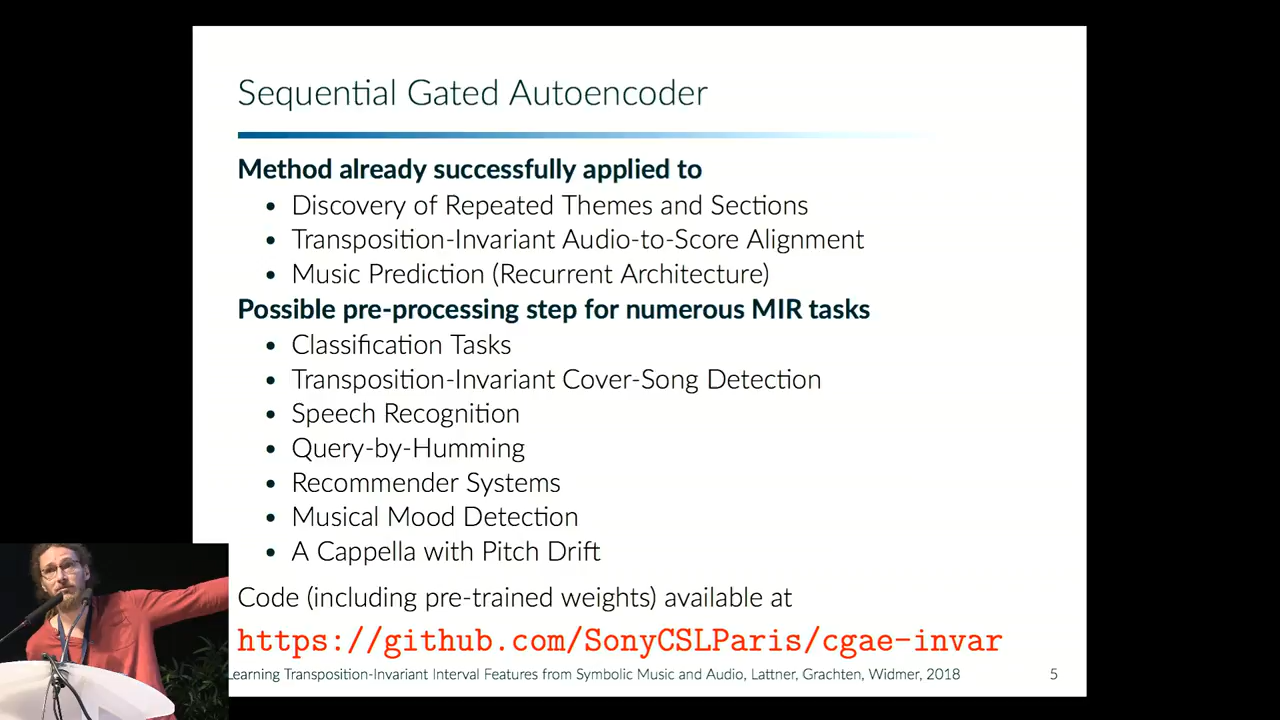 Sequential Gated Autoencoder
Method already successfully applied to
• Discovery of Repeated Themes and Sections
• Transposition-Invariant Audio-to-Score Alignment
• Music Prediction (Recurrent Architecture)
Possible pre-processing step for numerous MIR tasks
• Classification Tasks
• Transposition-Invariant Cover-Song Detection
• Speech Recognition
• Query-by-Humming
• Recommender Systems
• Musical Mood Detection
• A Cappella with Pitch Drift
Code (including pre-trained weights) available at
https://github.com/SonyCSLParis/cgae-invar
Learning Transposition-Invariant Interval Features from Symbolic Music and Audio, Lattner, Grachten, Widmer, 2018 5